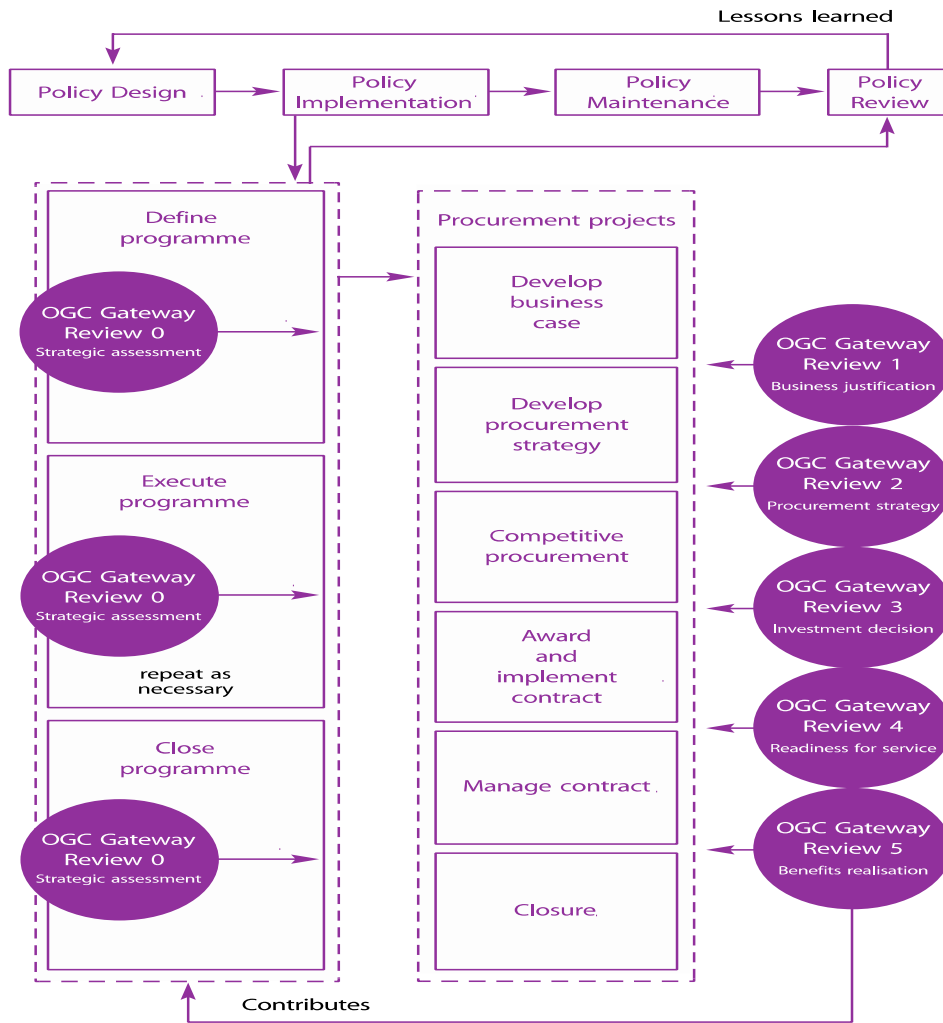 Lessons learned
Policy Design
Policy
Implementation
Policy
Maintenance
Policy
Review
Define
programme
OGC Gateway
Review 0
Strategic assessment
Execute
programme
OGC Gateway
Review 0
Strategic assessment
repeat as
necessary
Close
programme
OGC Gateway
Review 0
Strategic assessment
Procurement projects
Develop
business
case
Develop
procurement
strategy
Competitive
procurement
Award
and
implement
contract
Manage contract
Closure
OGC Gateway
Review 1
Business justification
OGC Gateway
Review 2
Procurement strategy
OGC Gateway
Review 3
Investment decision
OGC Gateway
Review 4
Readiness for service
OGC Gateway
Review 5
Benefits realisation
Contributes